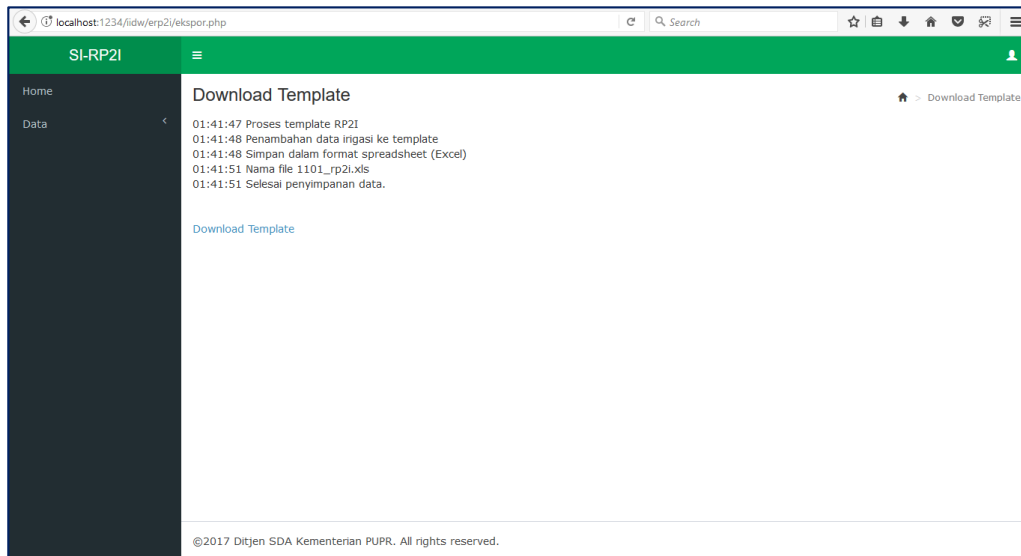 localhost:1234/iidw/erp2i/ekspor.php
Search
SI-RP2I
Home
Data
Download Template
> Download Template
01:41:47 Proses template RP2I
01:41:48 Penambahan data irigasi ke template
01:41:48 Simpan dalam format spreadsheet (Excel)
01:41:51 Nama file 1101_rp2i.xls
01:41:51 Selesai penyimpanan data.
Download Template
©2017 Ditjen SDA Kementerian PUPR. All rights reserved.